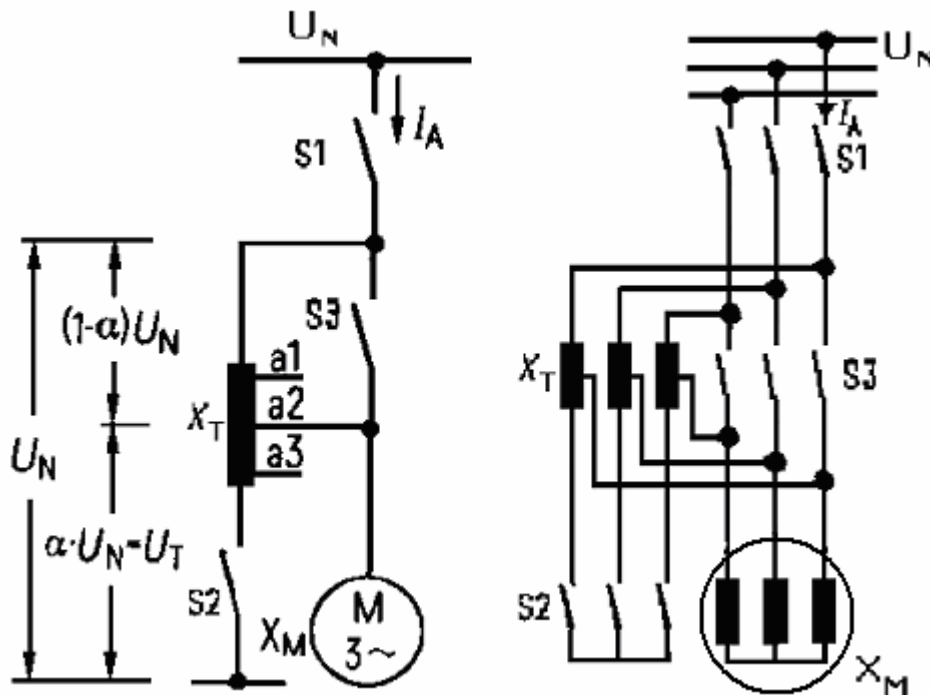 U_N
I_A
S1
(1-α)U_N
S3
a1
X_T
a2
U_N
a3
α·U_N=U_T
S2
X_M
M
3~
U_N
I_A
S1
X_T
S3
S2
X_M